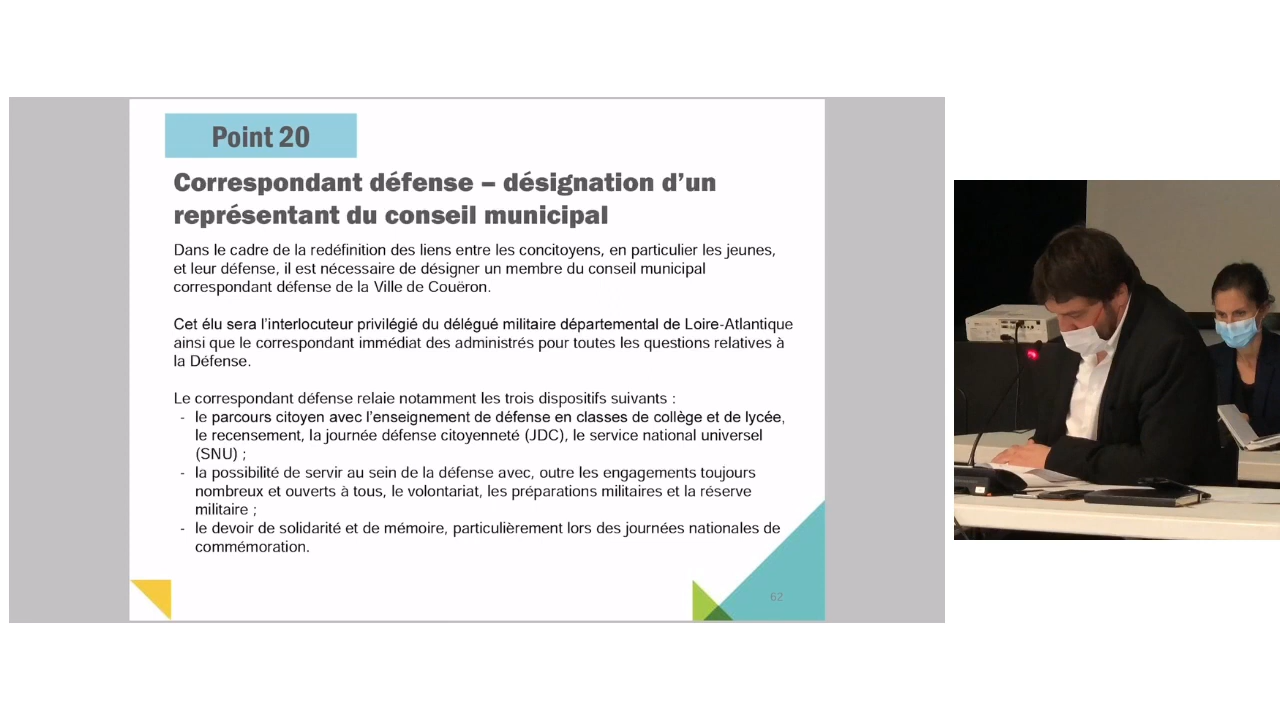 Point 20
Correspondant défense – désignation d'un
représentant du conseil municipal
Dans le cadre de la redéfinition des liens entre les concitoyens, en particulier les jeunes,
et leur défense, il est nécessaire de désigner un membre du conseil municipal
correspondant défense de la Ville de Couëron.
Cet élu sera l'interlocuteur privilégié du délégué militaire départemental de Loire-Atlantique
ainsi que le correspondant immédiat des administrés pour toutes les questions relatives à
la Défense.
Le correspondant défense relaie notamment les trois dispositifs suivants :
- le parcours citoyen avec l'enseignement de défense en classes de collège et de lycée,
le recensement, la journée défense citoyenneté (JDC), le service national universel
(SNU) ;
- la possibilité de servir au sein de la défense avec, outre les engagements toujours
nombreux et ouverts à tous, le volontariat, les préparations militaires et la réserve
militaire ;
- le devoir de solidarité et de mémoire, particulièrement lors des journées nationales de
commémoration.
62